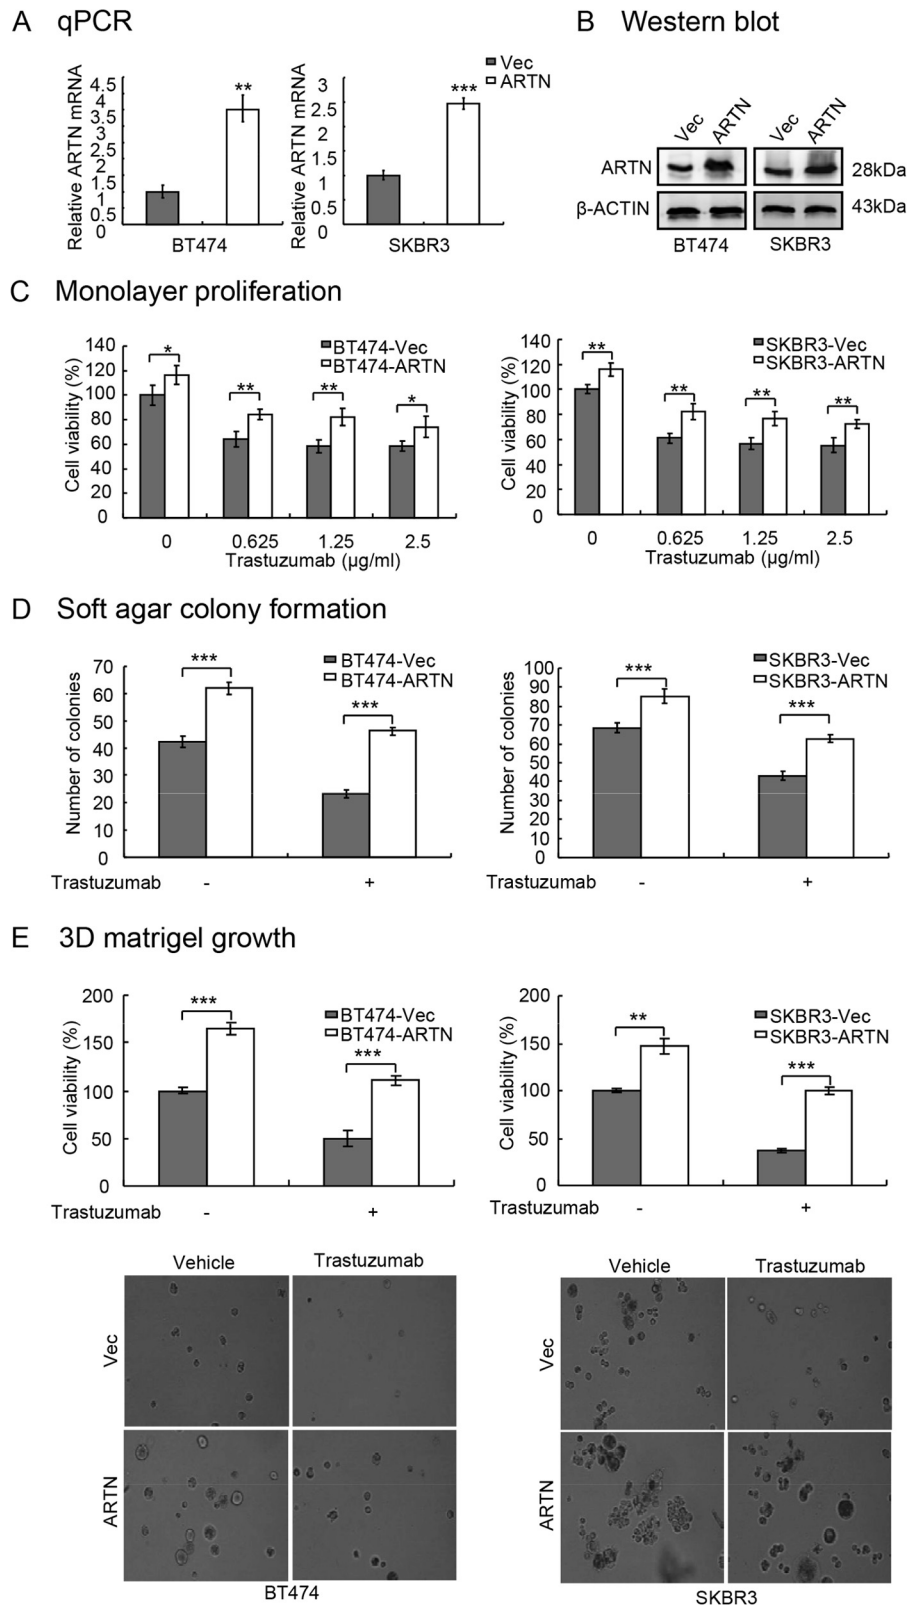 A qPCR
B Western blot
Relative ARTN mRNA
4.5
4
3.5
3
2.5
2
1.5
1
0.5
0
**
BT474
Relative ARTN mRNA
3
2.5
2
1.5
1
0.5
0
***
SKBR3
Vec
ARTN
Vec ARTN Vec ARTN
ARTN 28kDa
β-ACTIN 43kDa
BT474 SKBR3
C Monolayer proliferation
Cell viability (%)
140
120
100
80
60
40
20
0
* ** ** *
BT474-Vec
BT474-ARTN
0 0.625 1.25 2.5
Trastuzumab (µg/ml)
Cell viability (%)
140
120
100
80
60
40
20
0
** ** ** **
SKBR3-Vec
SKBR3-ARTN
0 0.625 1.25 2.5
Trastuzumab (µg/ml)
D Soft agar colony formation
Number of colonies
70
60
50
40
30
20
10
0
*** ***
BT474-Vec
BT474-ARTN
Trastuzumab - +
Number of colonies
100
90
80
70
60
50
40
30
20
10
0
*** ***
SKBR3-Vec
SKBR3-ARTN
Trastuzumab - +
E 3D matrigel growth
Cell viability (%)
200
150
100
50
0
*** ***
BT474-Vec
BT474-ARTN
Trastuzumab - +
Cell viability (%)
200
150
100
50
0
** ***
SKBR3-Vec
SKBR3-ARTN
Trastuzumab - +
Vehicle Trastuzumab
Vec
ARTN
BT474
Vehicle Trastuzumab
Vec
ARTN
SKBR3